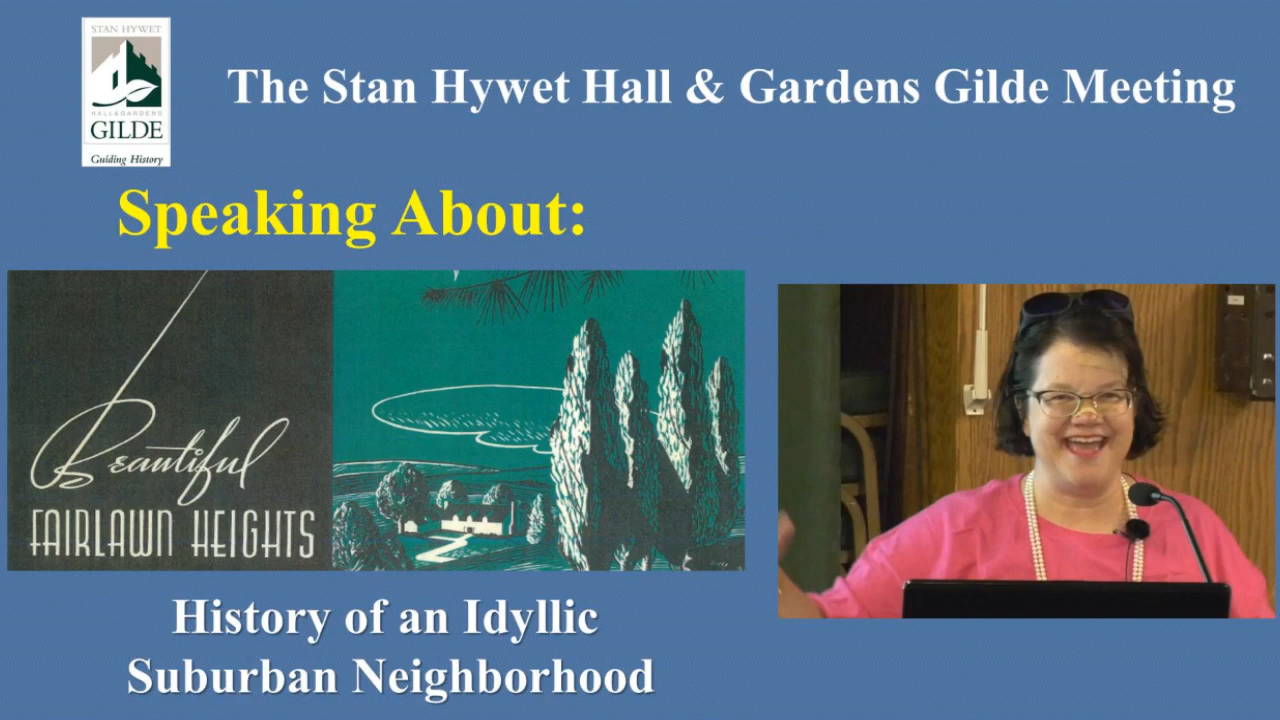 STAN HYWET
HALL & GARDENS
GILDE
Guiding History
The Stan Hywet Hall & Gardens Gilde Meeting
Speaking About:
Beautiful
FAIRLAWN HEIGHTS
History of an Idyllic
Suburban Neighborhood